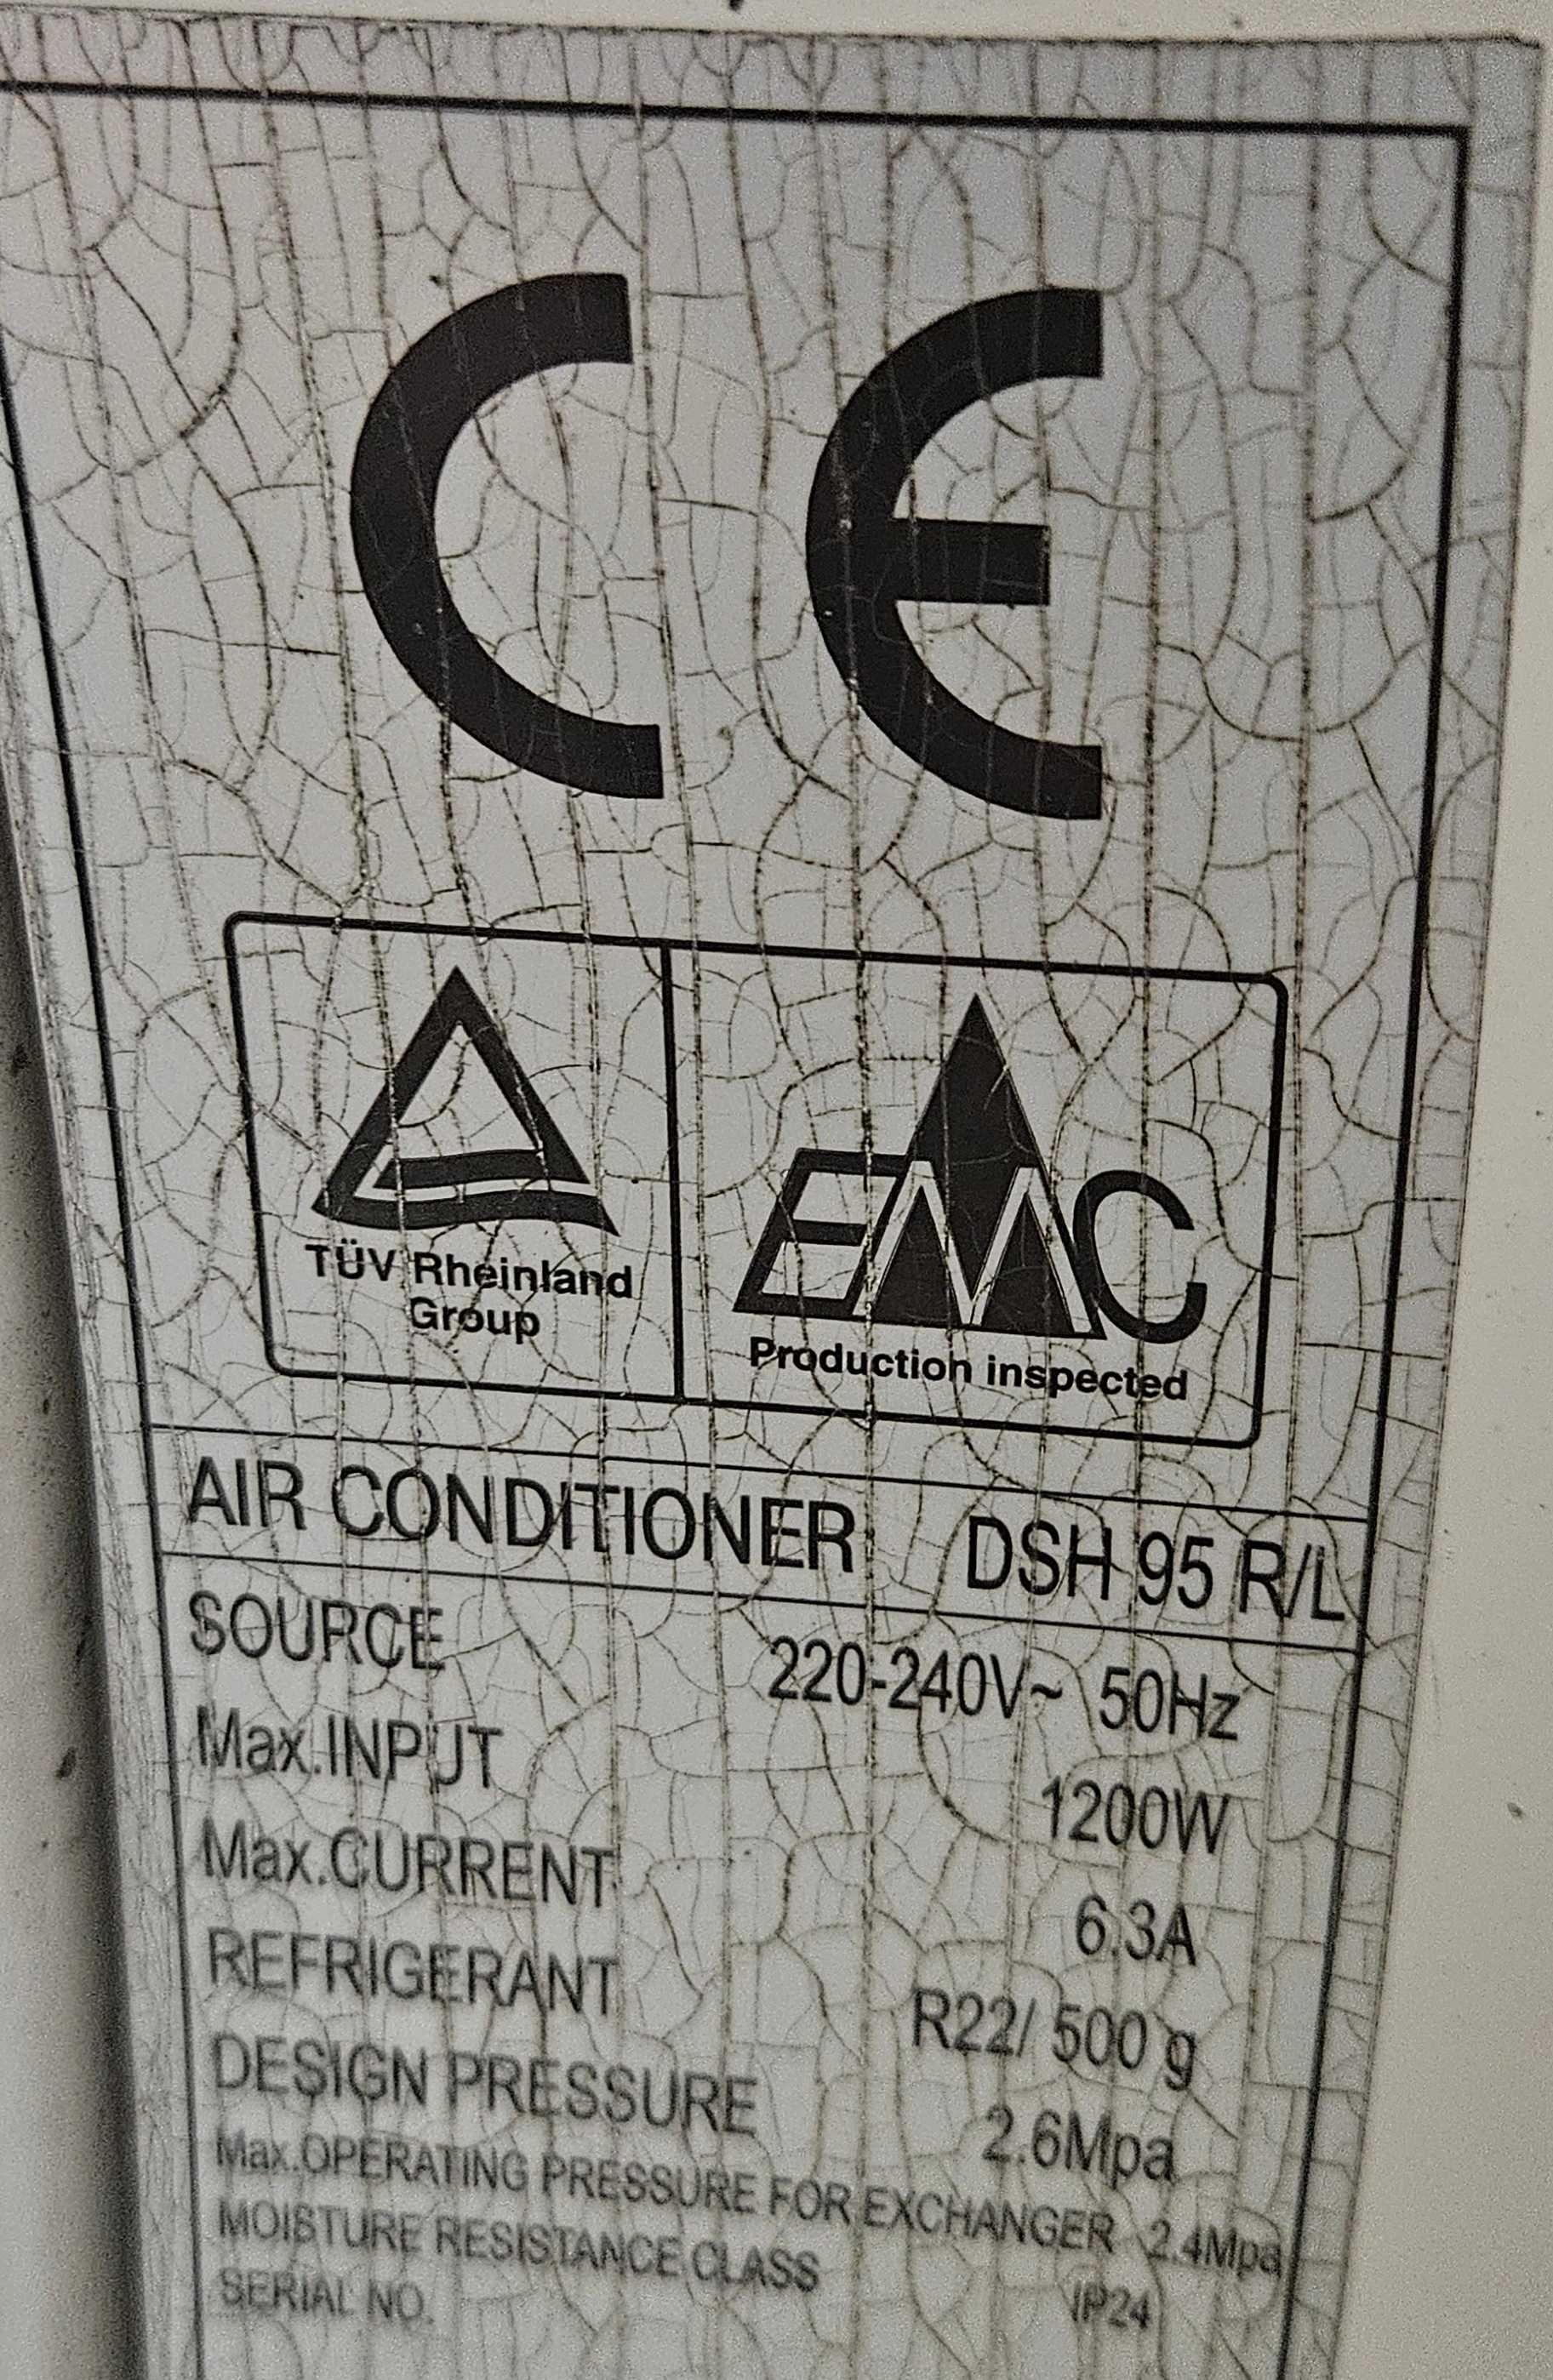 CE
TÜV Rheinland
Group
EMC
Production inspected
AIR CONDITIONER DSH 95 R/L
SOURCE 220-240V~ 50Hz
Max.INPUT 1200W
Max.CURRENT 6.3A
REFRIGERANT R22/ 500 g
DESIGN PRESSURE 2.6Mpa
Max.OPERATING PRESSURE FOR EXCHANGER 2.4Mpa
MOISTURE RESISTANCE CLASS IP24
SERIAL NO.